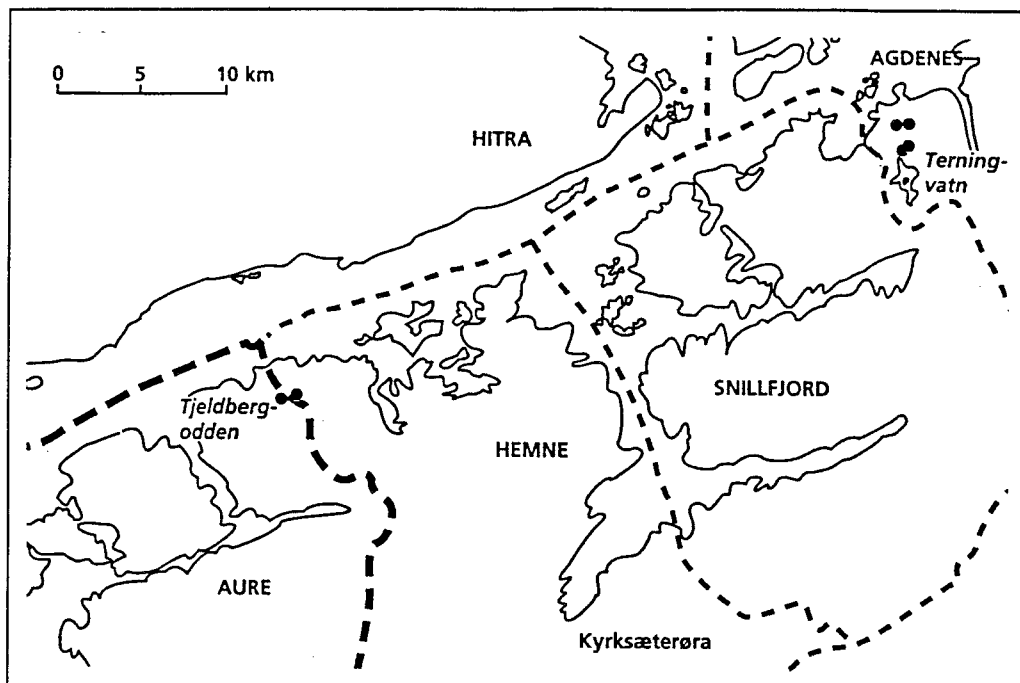 AGDENES
0 5 10 km
HITRA
Terning-
vatn
SNILLFJORD
Tjeldberg-
odden
HEMNE
AURE
Kyrksæterøra